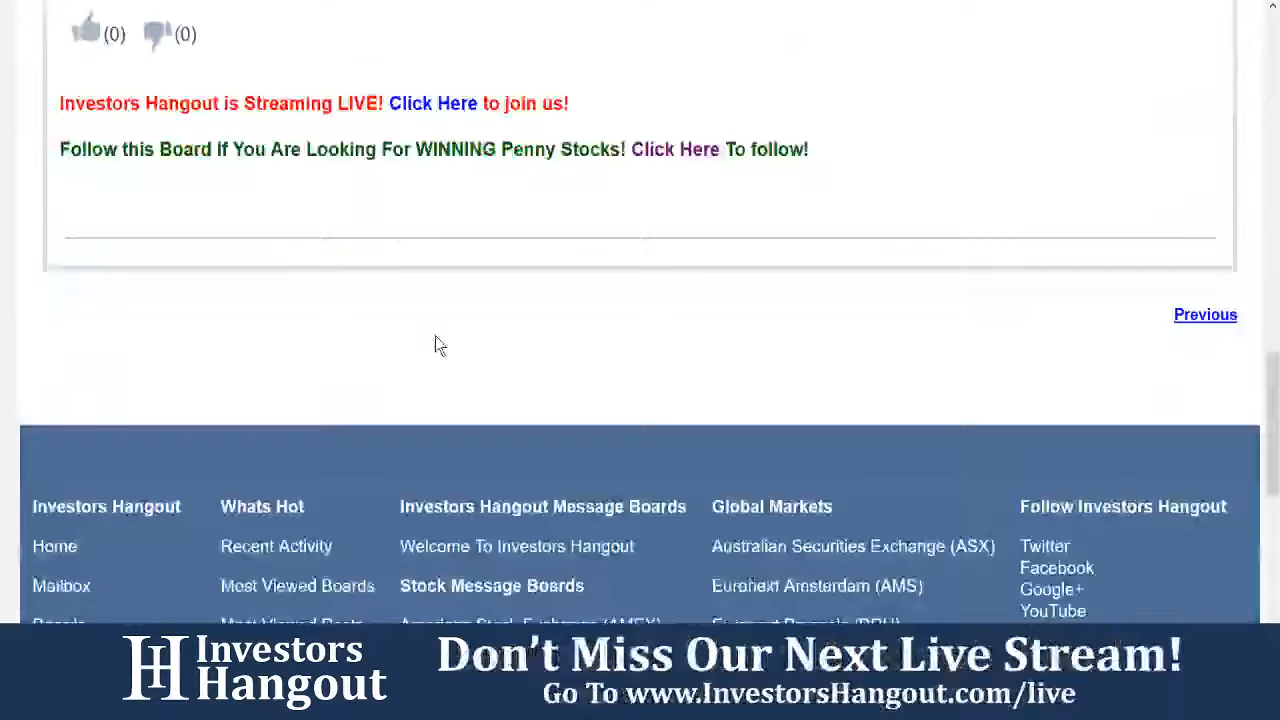 (0) (0)
Investors Hangout is Streaming LIVE! Click Here to join us!
Follow this Board if You Are Looking For WINNING Penny Stocks! Click Here To follow!
Previous
Investors Hangout Whats Hot Investors Hangout Message Boards Global Markets Follow Investors Hangout
Home Recent Activity Welcome To Investors Hangout Australian Securities Exchange (ASX) Twitter
Facebook
Mailbox Most Viewed Boards Stock Message Boards Euronext Amsterdam (AMS) Google+
YouTube
Investors Hangout
Don't Miss Our Next Live Stream!
Go To www.InvestorsHangout.com/live